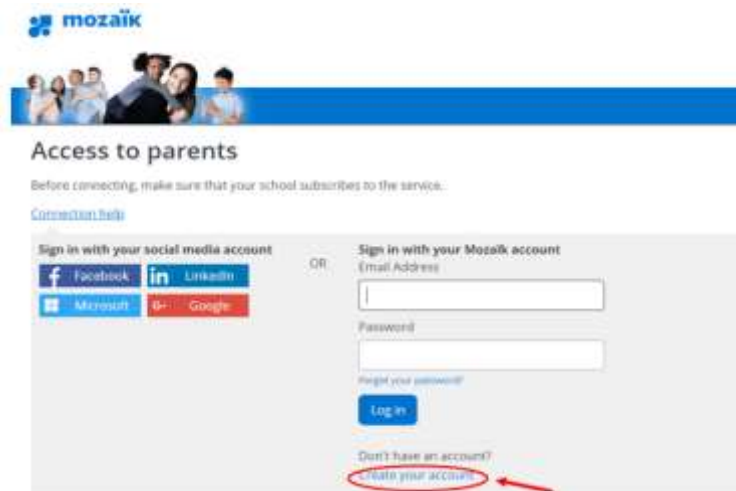 mozaïk
Access to parents
Before connecting, make sure that your school subscribes to the service.
Connection help
Sign in with your social media account
Facebook
LinkedIn
Microsoft
G+ Google
OR
Sign in with your Mozaïk account
Email Address
Password
Forgot your password?
Log in
Don't have an account?
Create your account